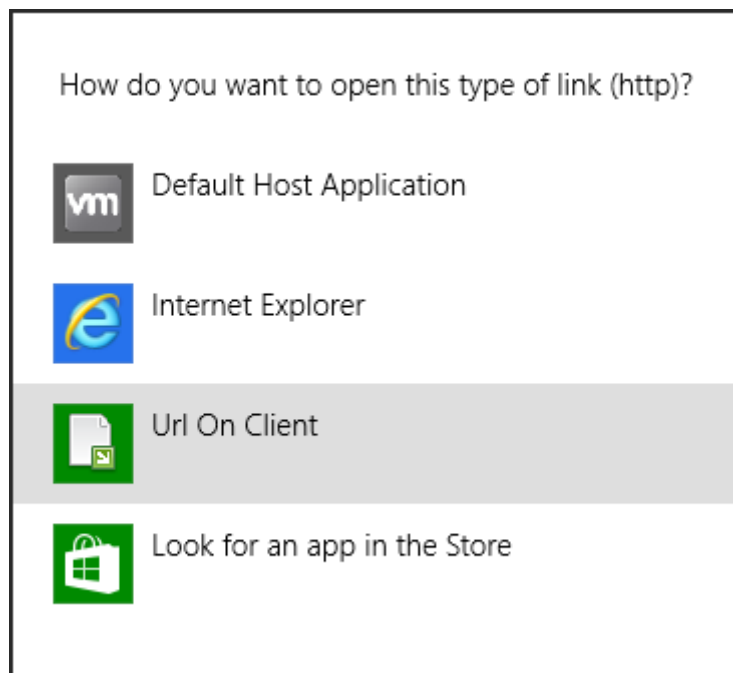 How do you want to open this type of link (http)?
vm
Default Host Application
Internet Explorer
Url On Client
Look for an app in the Store